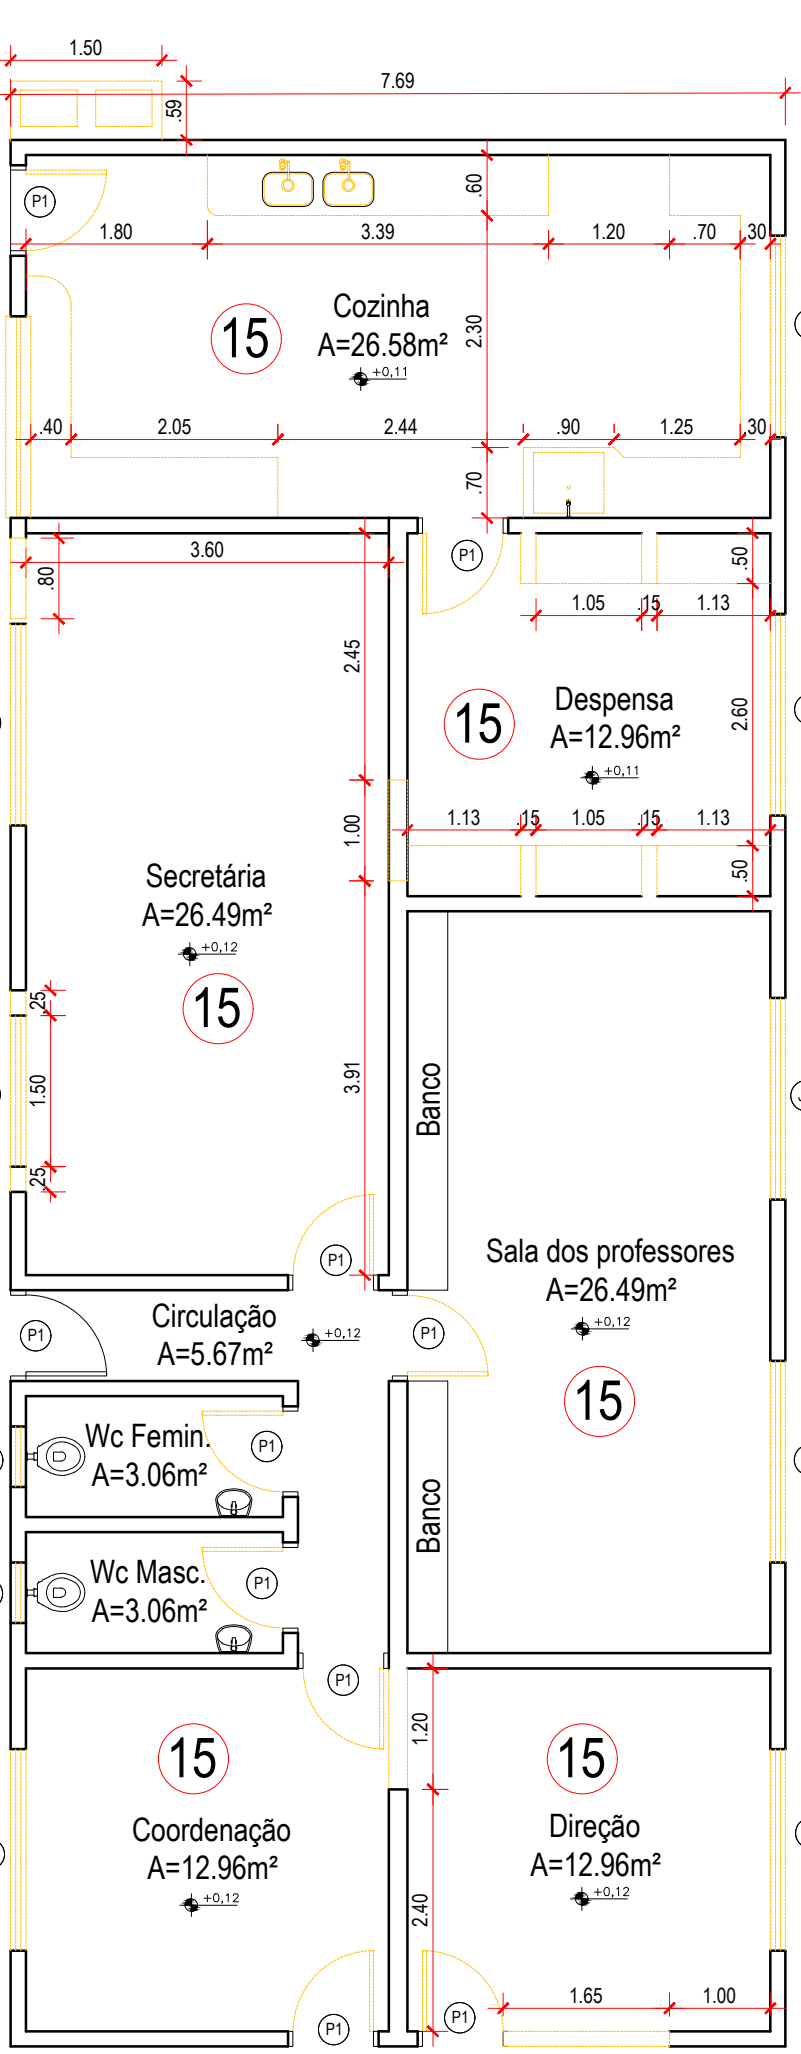 1.50
7.69
.59
P1
.60
1.80
3.39
1.20
.70
.30
15
Cozinha
A=26.58m²
+0,11
2.30
.40
2.05
2.44
.90
1.25
.30
.70
3.60
P1
.80
.50
1.05
.15
1.13
2.45
15
Despensa
A=12.96m²
+0,11
2.60
1.00
1.13
.15
1.05
.15
1.13
.50
Secretária
A=26.49m²
+0,12
15
.25
1.50
.25
3.91
Banco
P1
Sala dos professores
A=26.49m²
+0,12
15
Circulação
A=5.67m²
+0,12
P1
P1
Wc Femin.
A=3.06m²
P1
Banco
Wc Masc.
A=3.06m²
P1
P1
1.20
15
Coordenação
A=12.96m²
+0,12
15
Direção
A=12.96m²
+0,12
2.40
1.65
1.00
P1
P1